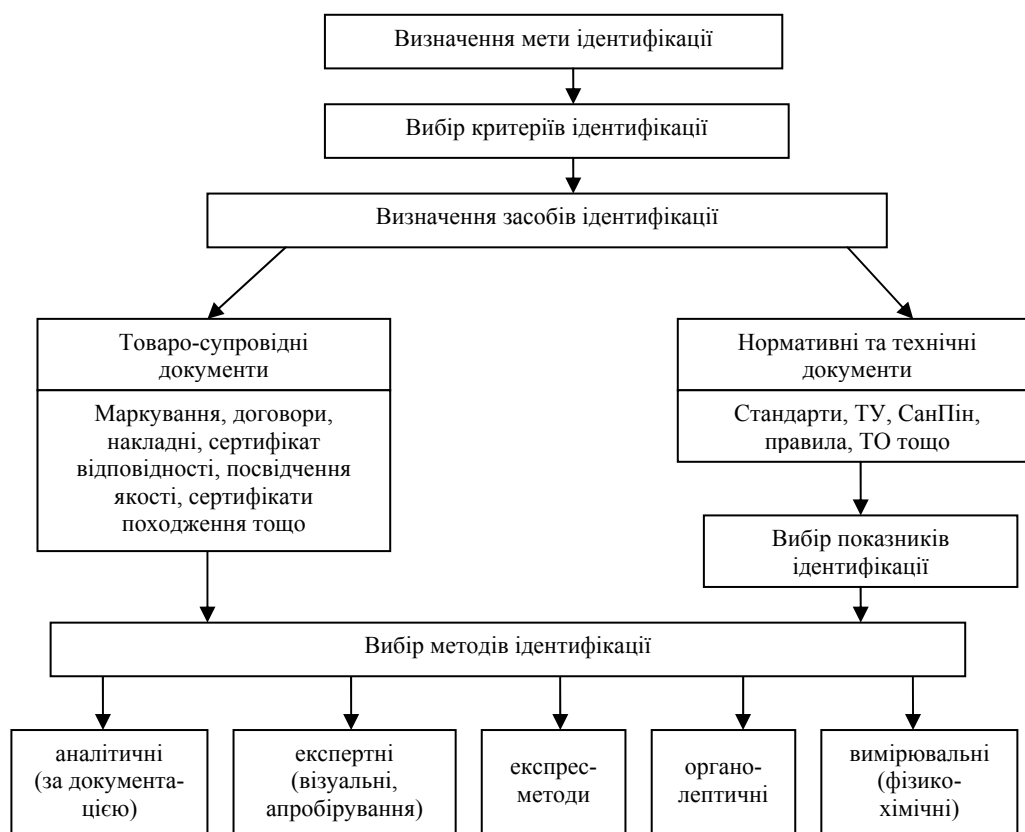 Визначення мети ідентифікації
Вибір критеріїв ідентифікації
Визначення засобів ідентифікації
Товаро-супровідні
документи
Маркування, договори,
накладні, сертифікат
відповідності, посвідчення
якості, сертифікати
походження тощо
Нормативні та технічні
документи
Стандарти, ТУ, СанПін,
правила, ТО тощо
Вибір показників
ідентифікації
Вибір методів ідентифікації
аналітичні
(за документа-
цією)
експертні
(візуальні,
апробірування)
експрес-
методи
органо-
лептичні
вимірювальні
(фізико-
хімічні)